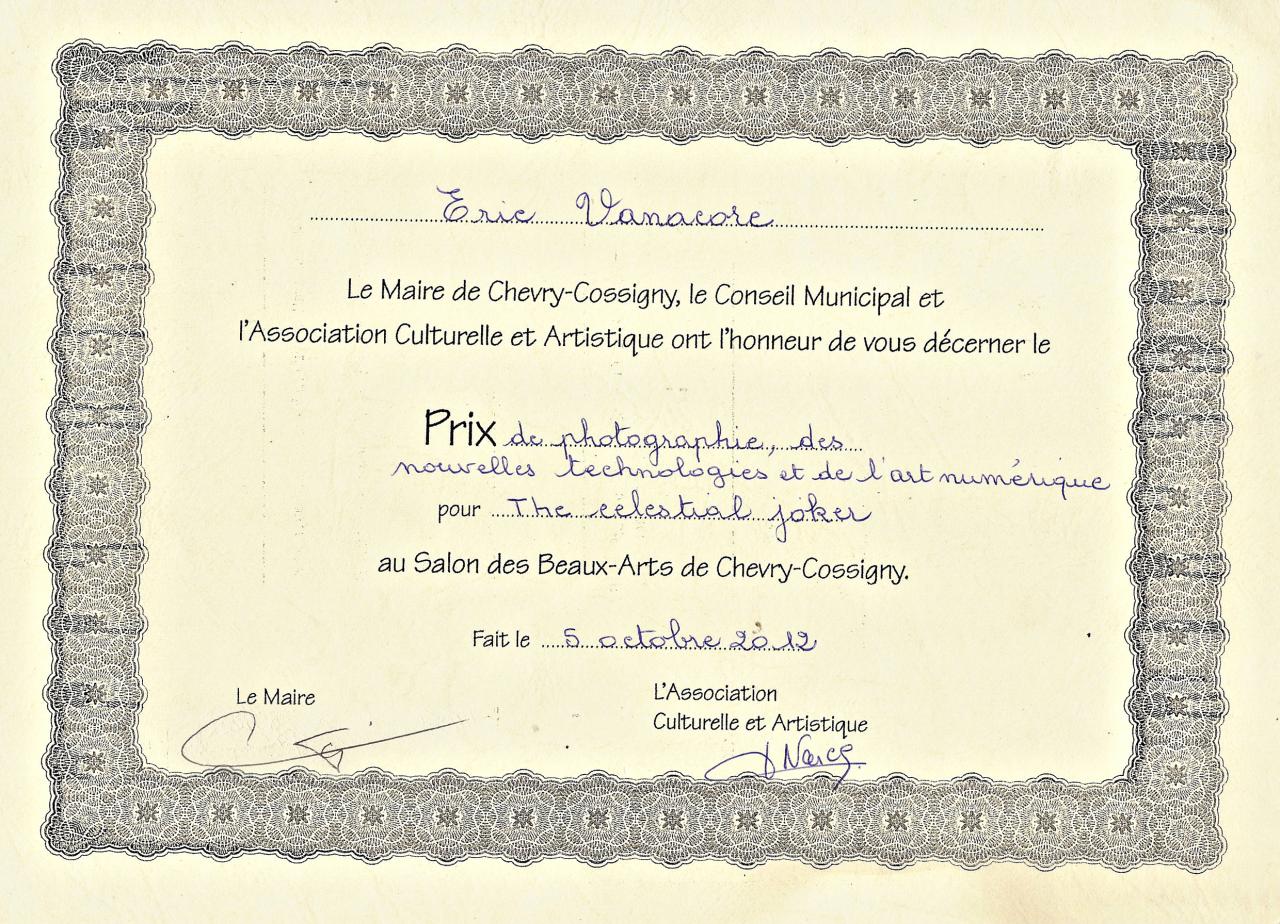 Eric Vanacore
Le Maire de Chevry-Cossigny, le Conseil Municipal et
l'Association Culturelle et Artistique ont l'honneur de vous décerner le
Prix de photographie, des
nouvelles technologies et de l'art numérique
pour The celestial joker
au Salon des Beaux-Arts de Chevry-Cossigny.
Fait le 5 octobre 2012
Le Maire
L'Association
Culturelle et Artistique